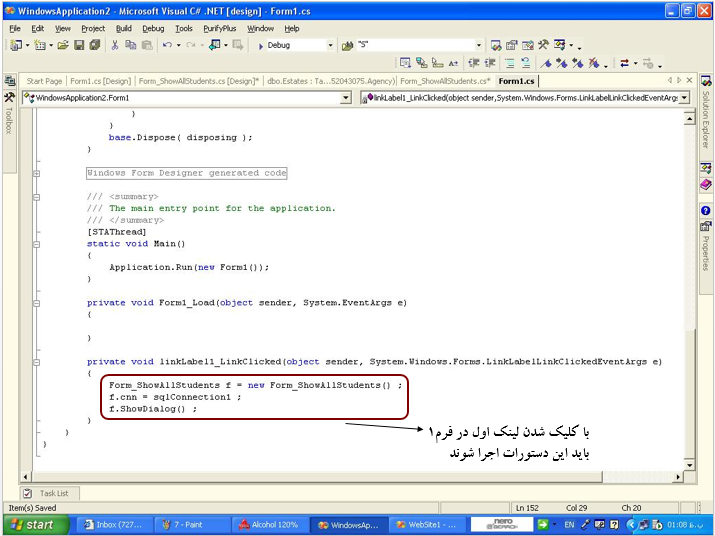 WindowsApplication2 - Microsoft Visual C# .NET [design] - Form1.cs
File Edit View Project Build Debug Tools PurifyPlus Window Help
Debug "S"
Start Page Form1.cs [Design] Form_ShowAllStudents.cs [Design]* dbo.Estates : Ta...52043075.Agency) Form_ShowAllStudents.cs* Form1.cs
WindowsApplication2.Form1 linkLabel1_LinkClicked(object sender,System.Windows.Forms.LinkLabelLinkClickedEventArgs
Toolbox
Solution Explorer
Properties
}
}
base.Dispose( disposing );
}
Windows Form Designer generated code
/// <summary>
/// The main entry point for the application.
/// </summary>
[STAThread]
static void Main()
{
Application.Run(new Form1());
}
private void Form1_Load(object sender, System.EventArgs e)
{
}
private void linkLabel1_LinkClicked(object sender, System.Windows.Forms.LinkLabelLinkClickedEventArgs e)
{
Form_ShowAllStudents f = new Form_ShowAllStudents() ;
f.cnn = sqlConnection1 ;
f.ShowDialog() ;
}
}
}
با کلیک شدن لینک اول در فرم۱
باید این دستورات اجرا شوند
Task List
Item(s) Saved Ln 152 Col 29 Ch 20
start Inbox (727... 7 - Paint Alcohol 120% WindowsAp... WebSite1 - ... nero EN 01:08 ب.ظ